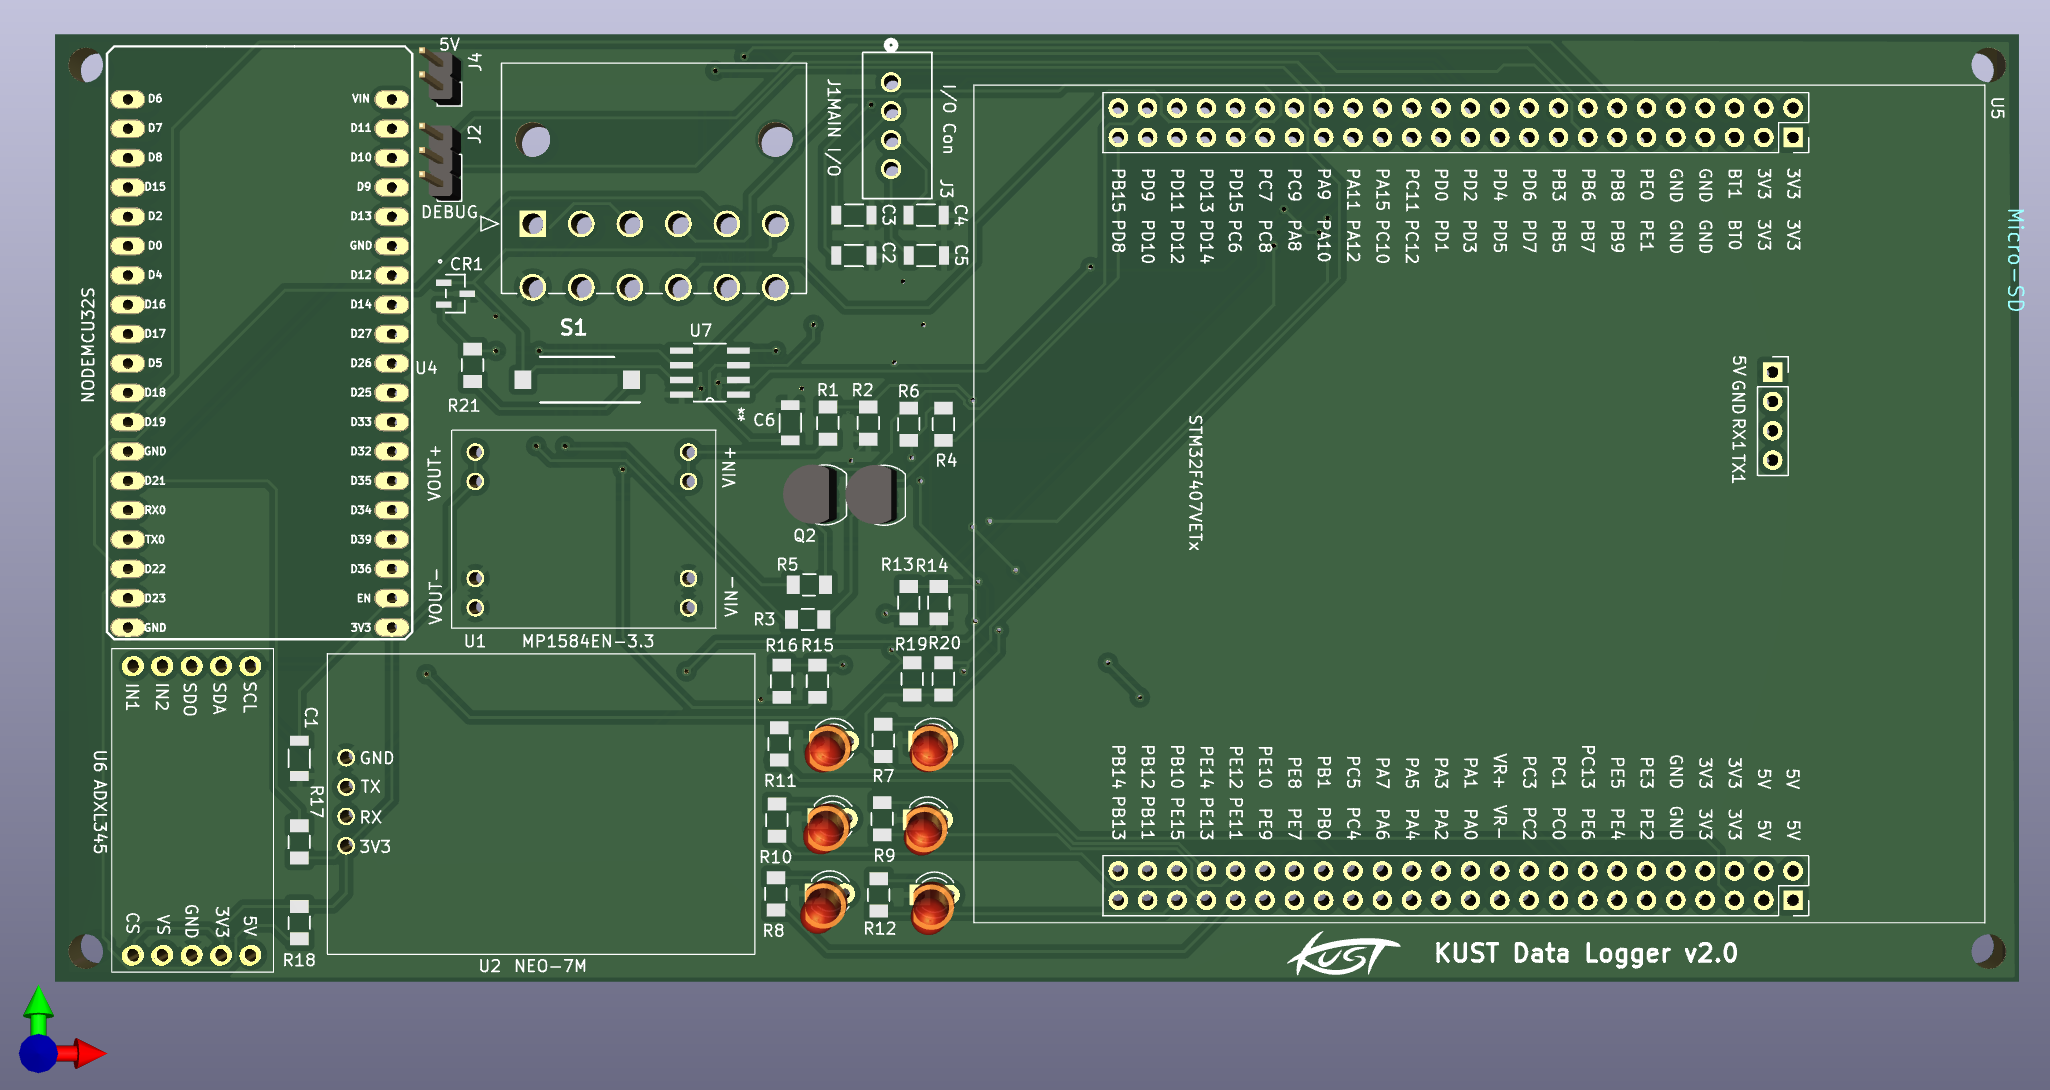 5V
J4
J2
DEBUG
D6
D7
D8
D15
D2
D0
D4
D16
D17
D5
D18
D19
GND
D21
RX0
TX0
D22
D23
GND
VIN
D11
D10
D9
D13
GND
D12
D14
D27
D26
D25
D33
D32
D35
D34
D39
D36
EN
3V3
NODEMCU32S
U4
CR1
R21
S1
U7
*
J1MAIN I/O
I/O Con
J3
C3
C4
C2
C5
C6
R1
R2
R6
R4
Q2
VOUT+
VIN+
VOUT-
VIN-
U1
MP1584EN-3.3
R5
R3
R13
R14
R16
R15
R19
R20
R11
R7
R10
R9
R8
R12
IN1
IN2
SDO
SDA
SCL
U6 ADXL345
CS
VS
GND
3V3
5V
C1
R17
R18
GND
TX
RX
3V3
U2 NEO-7M
U5
Micro-SD
PB15 PD9 PD11 PD13 PD15 PC7 PC9 PA9 PA11 PA15 PC11 PD0 PD2 PD4 PD6 PB3 PB6 PB8 PE0 GND GND BT1 3V3 3V3
PD8 PD10 PD12 PD14 PC6 PC8 PA8 PA10 PA12 PC10 PC12 PD1 PD3 PD5 PD7 PB5 PB7 PB9 PE1 GND GND BT0 3V3 3V3
STM32F407VETx
5V
GND
RX1
TX1
PB14 PB12 PB10 PE14 PE12 PE10 PE8 PB1 PC5 PA7 PA5 PA3 PA1 VR+ PC3 PC1 PC13 PE5 PE3 GND 3V3 3V3 5V 5V
PB13 PB11 PE15 PE13 PE11 PE9 PE7 PB0 PC4 PA6 PA4 PA2 PA0 VR- PC2 PC0 PE6 PE4 PE2 GND 3V3 3V3 5V 5V
KUST
KUST Data Logger v2.0